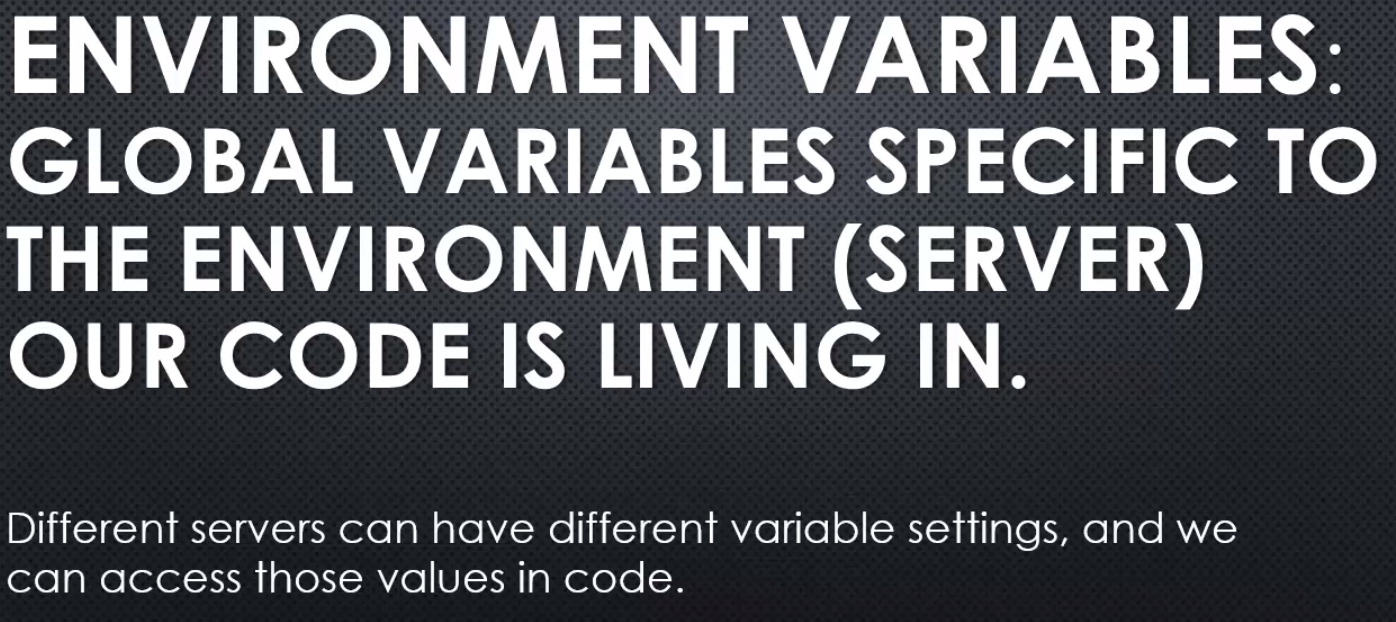 ENVIRONMENT VARIABLES:
GLOBAL VARIABLES SPECIFIC TO
THE ENVIRONMENT (SERVER)
OUR CODE IS LIVING IN.
Different servers can have different variable settings, and we
can access those values in code.